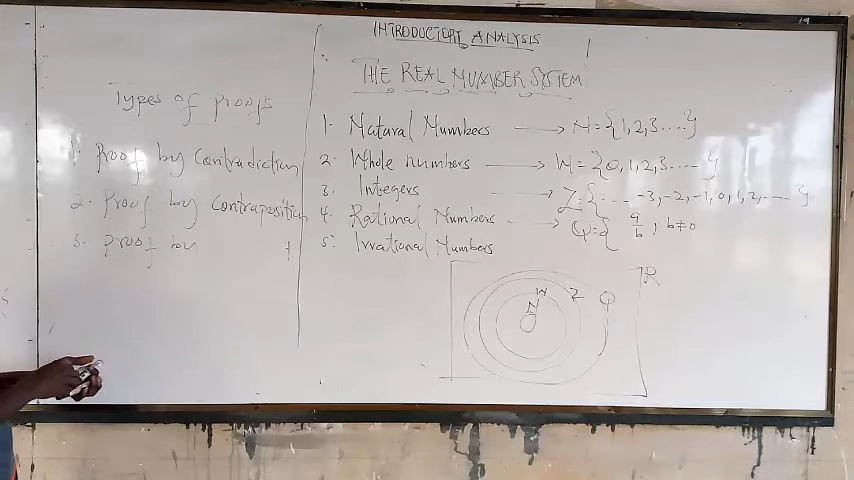 INTRODUCTORY ANALYSIS
Types of proofs
1. Proof by Contradiction
2. Proof by Contraposition
3. Proof by
THE REAL NUMBER SYSTEM
1. Natural Numbers → N = {1, 2, 3 ....}
2. Whole numbers → W = {0, 1, 2, 3 ....}
3. Integers → Z = {.... -3, -2, -1, 0, 1, 2, ....}
4. Rational Numbers → Q = { a/b , b≠0
5. Irrational Numbers
R
N W Z Q